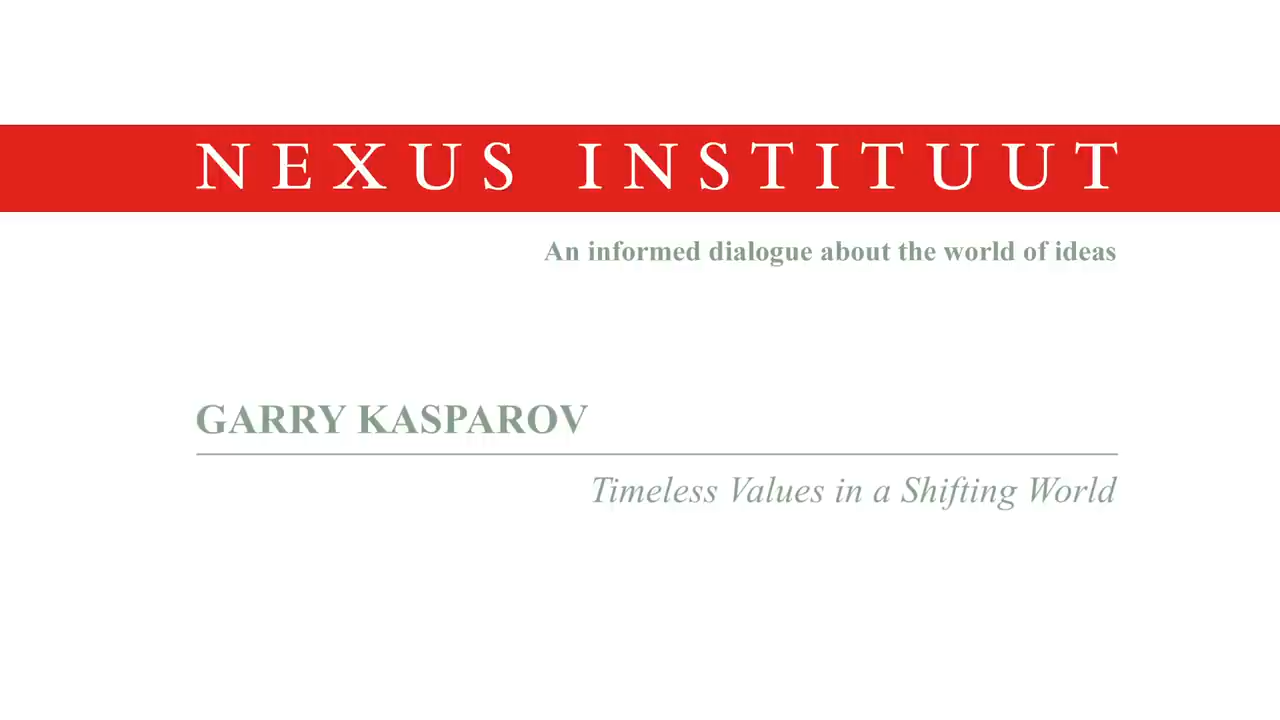 NEXUS INSTITUUT
An informed dialogue about the world of ideas
GARRY KASPAROV
Timeless Values in a Shifting World